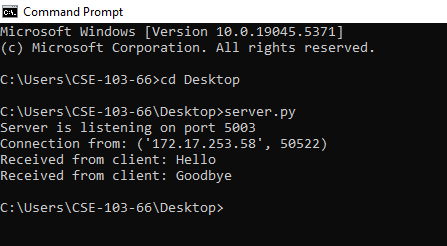 Command Prompt
Microsoft Windows [Version 10.0.19045.5371]
(c) Microsoft Corporation. All rights reserved.
C:\Users\CSE-103-66>cd Desktop
C:\Users\CSE-103-66\Desktop>server.py
Server is listening on port 5003
Connection from: ('172.17.253.58', 50522)
Received from client: Hello
Received from client: Goodbye
C:\Users\CSE-103-66\Desktop>